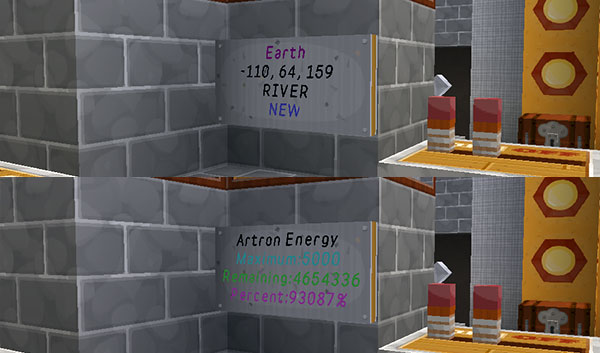 Earth
-110, 64, 159
RIVER
NEW
Artron Energy
Maximum:5000
Remaining:4654336
Percent:93087%